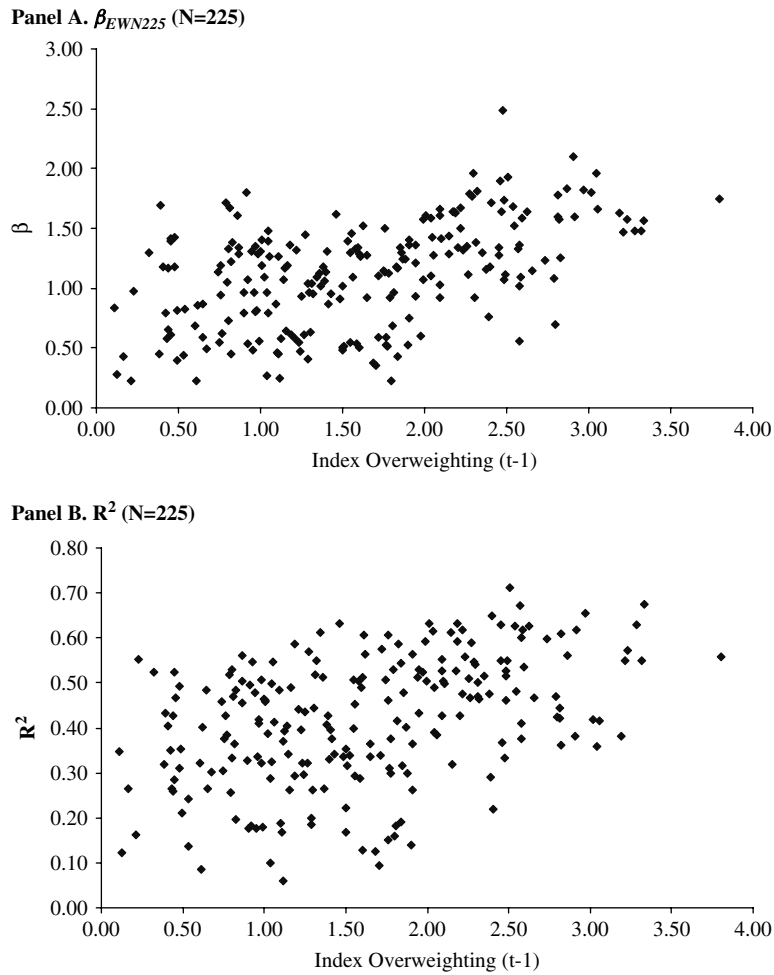 Panel A. β_EWN225 (N=225)
3.00
2.50
2.00
1.50
1.00
0.50
0.00
β
0.00 0.50 1.00 1.50 2.00 2.50 3.00 3.50 4.00
Index Overweighting (t-1)
Panel B. R² (N=225)
0.80
0.70
0.60
0.50
0.40
0.30
0.20
0.10
0.00
R²
0.00 0.50 1.00 1.50 2.00 2.50 3.00 3.50 4.00
Index Overweighting (t-1)